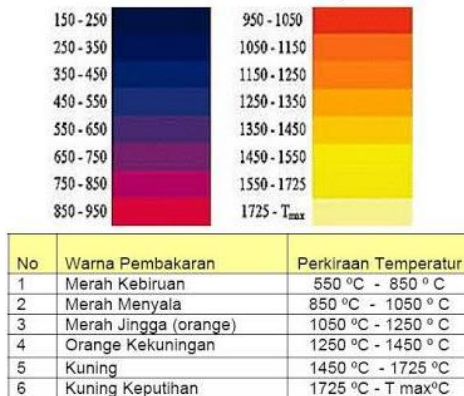 150 - 250
250 - 350
350 - 450
450 - 550
550 - 650
650 - 750
750 - 850
850 - 950
950 - 1050
1050 - 1150
1150 - 1250
1250 - 1350
1350 - 1450
1450 - 1550
1550 - 1725
1725 - Tmax
No Warna Pembakaran Perkiraan Temperatur
1 Merah Kebiruan 550 ºC - 850 º C
2 Merah Menyala 850 ºC - 1050 º C
3 Merah Jingga (orange) 1050 ºC - 1250 º C
4 Orange Kekuningan 1250 ºC - 1450 º C
5 Kuning 1450 ºC - 1725 ºC
6 Kuning Keputihan 1725 ºC - T maxºC